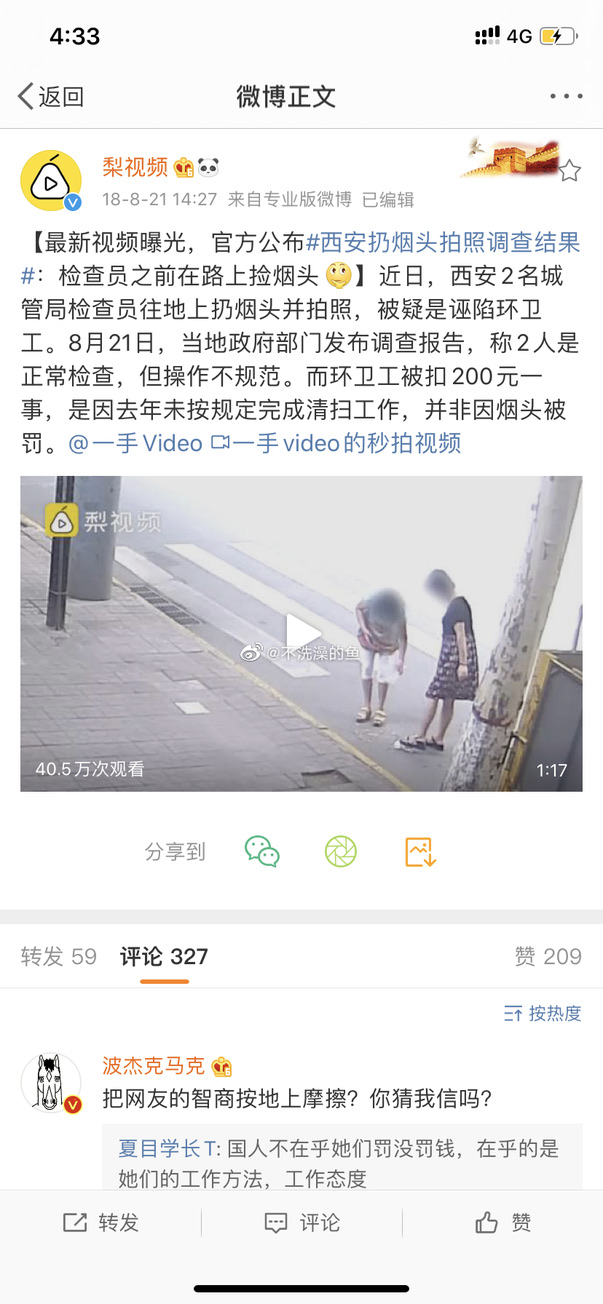 4:33
4G
返回
微博正文
梨视频
18-8-21 14:27 来自专业版微博 已编辑
【最新视频曝光，官方公布#西安扔烟头拍照调查结果
#：检查员之前在路上捡烟头】近日，西安2名城
管局检查员往地上扔烟头并拍照，被疑是诬陷环卫
工。8月21日，当地政府部门发布调查报告，称2人是
正常检查，但操作不规范。而环卫工被扣200元一
事，是因去年未按规定完成清扫工作，并非因烟头被
罚。@一手Video 一手video的秒拍视频
梨视频
@不洗澡的鱼
40.5万次观看
1:17
分享到
转发 59
评论 327
赞 209
按热度
波杰克马克
把网友的智商按地上摩擦？你猜我信吗？
夏目学长T: 国人不在乎她们罚没罚钱，在乎的是
她们的工作方法，工作态度
转发
评论
赞